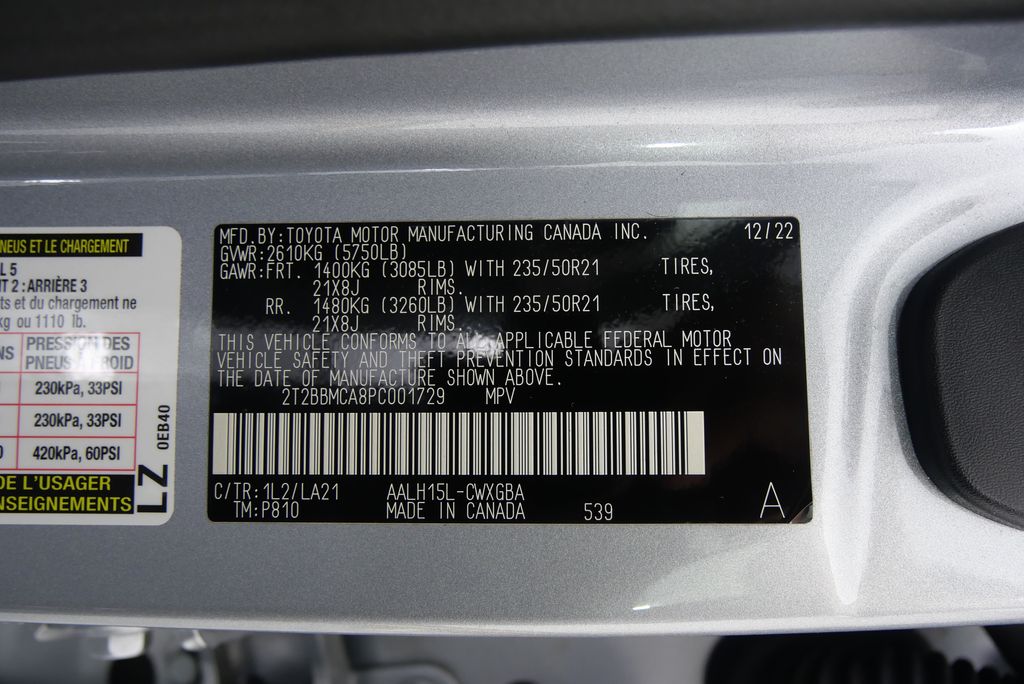 NEUS ET LE CHARGEMENT
L 5
T 2 : ARRIÈRE 3
ts et du chargement ne
kg ou 1110 lb.
NS PRESSION DES
PNEUS À FROID
230kPa, 33PSI
230kPa, 33PSI
0 420kPa, 60PSI
DE L'USAGER
NSEIGNEMENTS
LZ 0EB40
MFD.BY:TOYOTA MOTOR MANUFACTURING CANADA INC. 12/22
GVWR:2610KG (5750LB)
GAWR:FRT. 1400KG (3085LB) WITH 235/50R21 TIRES,
21X8J RIMS.
RR. 1480KG (3260LB) WITH 235/50R21 TIRES,
21X8J RIMS.
THIS VEHICLE CONFORMS TO ALL APPLICABLE FEDERAL MOTOR
VEHICLE SAFETY AND THEFT PREVENTION STANDARDS IN EFFECT ON
THE DATE OF MANUFACTURE SHOWN ABOVE.
2T2BBMCA8PC001729 MPV
C/TR:1L2/LA21 AALH15L-CWXGBA
TM:P810 MADE IN CANADA 539 A